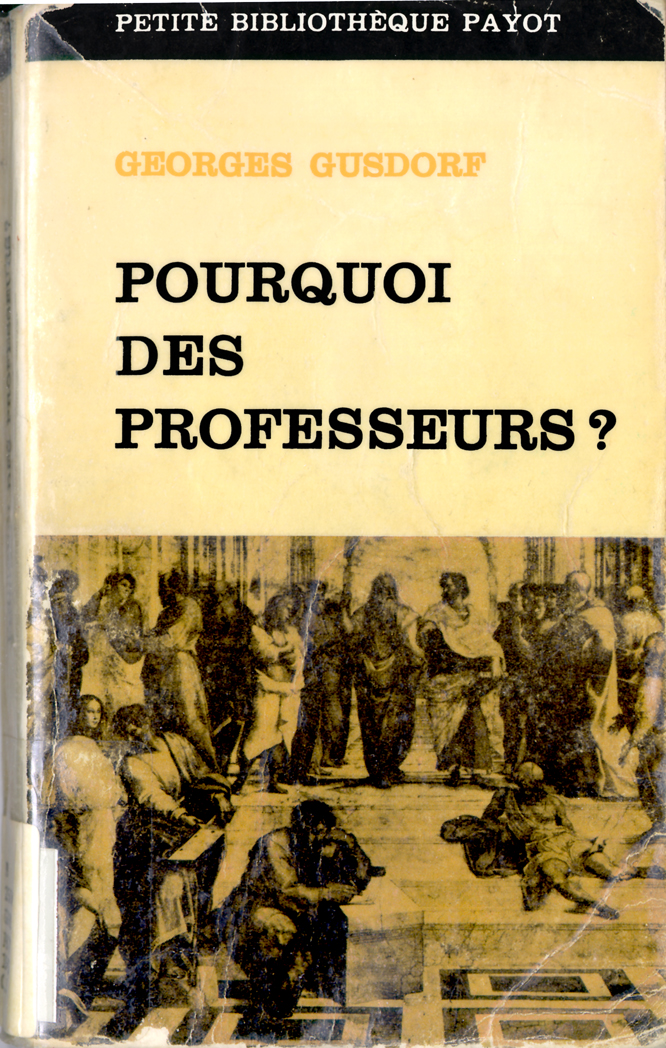 PETITE BIBLIOTHÈQUE PAYOT
GEORGES GUSDORF
POURQUOI
DES
PROFESSEURS ?